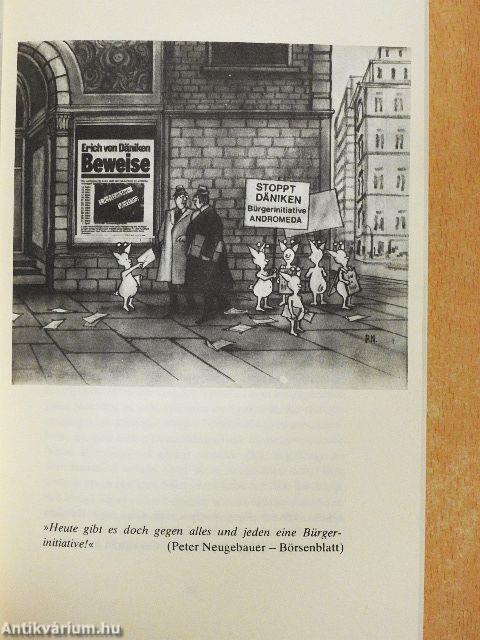 Erich von Däniken
Beweise
STOPPT
DÄNIKEN
Bürgerinitiative
ANDROMEDA
P.N.
»Heute gibt es doch gegen alles und jeden eine Bürger-
initiative!« (Peter Neugebauer – Börsenblatt)
Antikvárium.hu